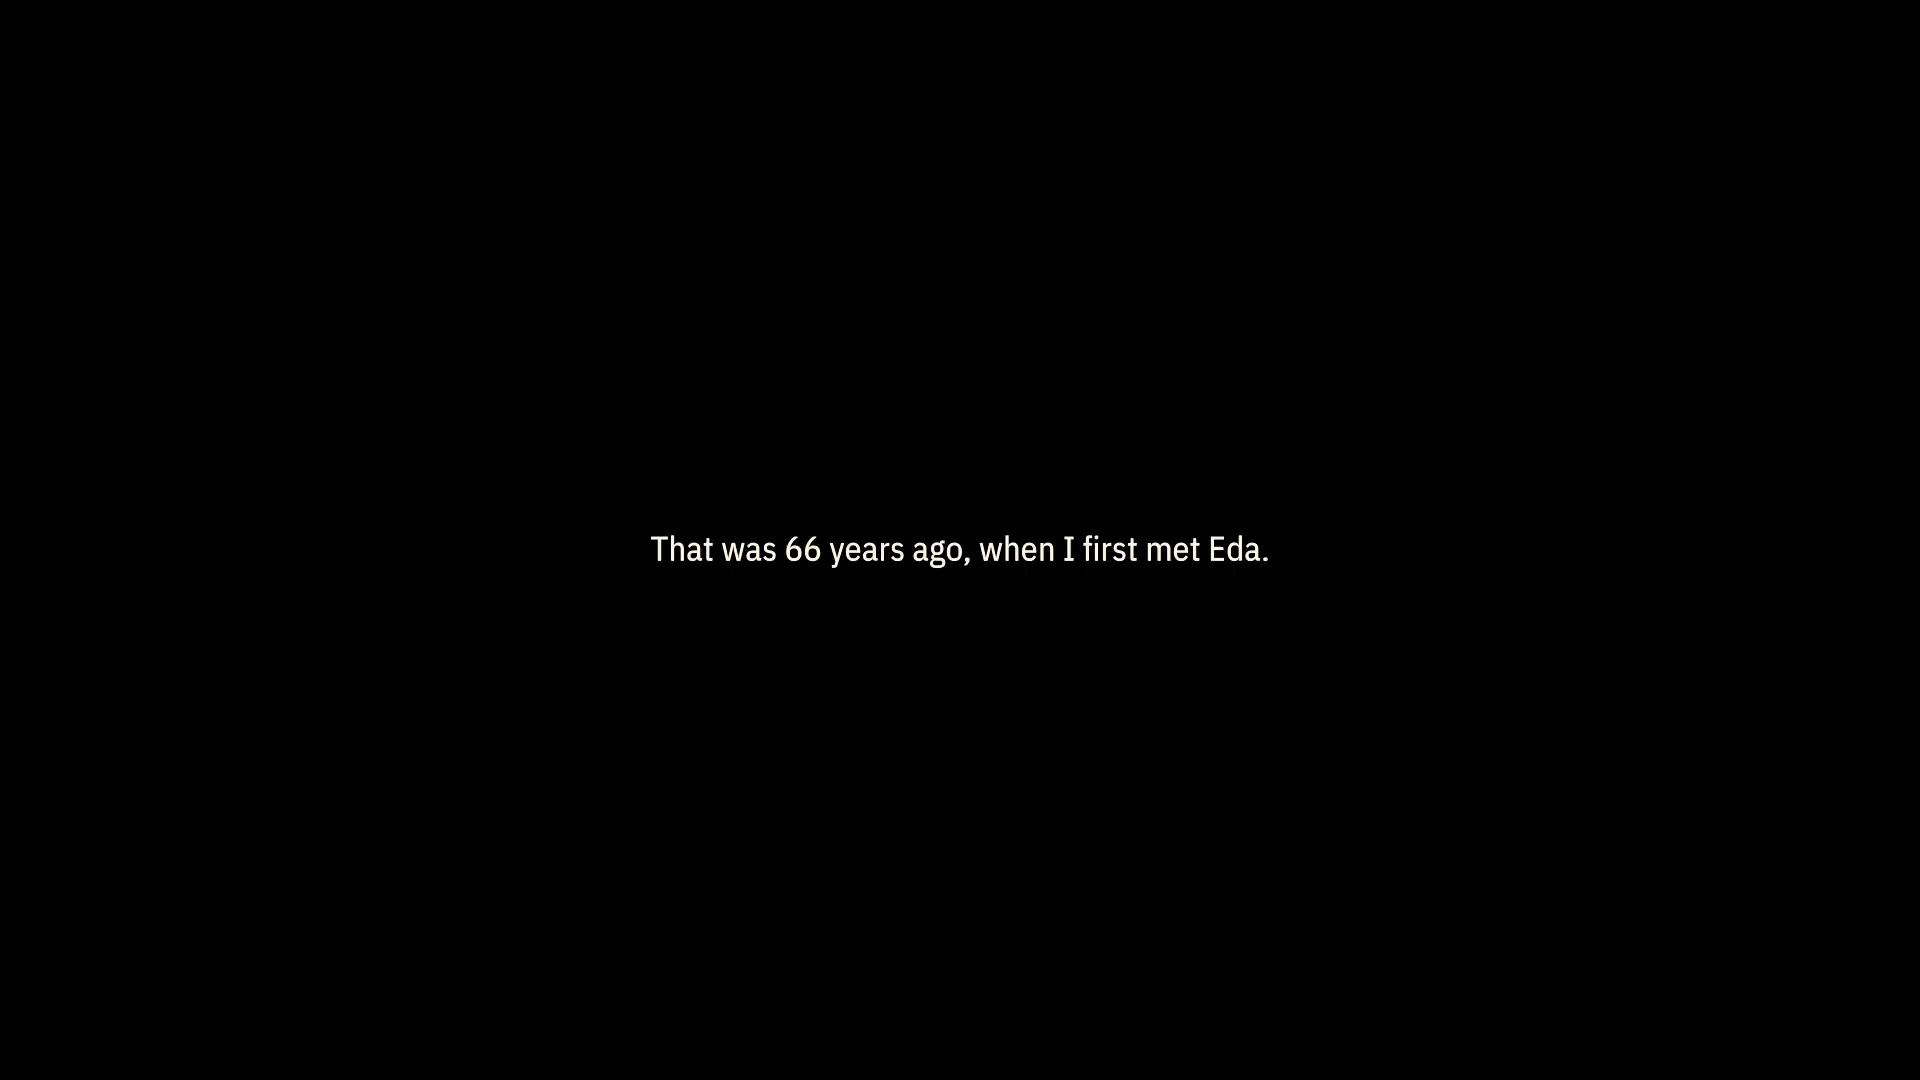 That was 66 years ago, when I first met Eda.